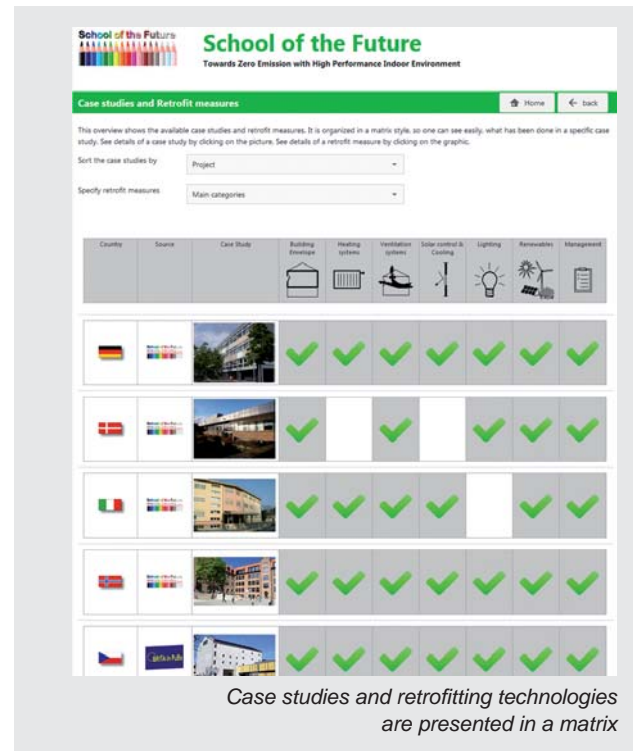 School of the Future
School of the Future
Towards Zero Emission with High Performance Indoor Environment
Case studies and Retrofit measures
Home
back
This overview shows the available case studies and retrofit measures. It is organized in a matrix style, so one can see easily, what has been done in a specific case
study. See details of a case study by clicking on the picture. See details of a retrofit measure by clicking on the graphic.
Sort the case studies by
Project
Specify retrofit measures
Main categories
Country
Source
Case Study
Building
Envelope
Heating
systems
Ventilation
systems
Solar control &
Cooling
Lighting
Renewables
Management
Case studies and retrofitting technologies
are presented in a matrix